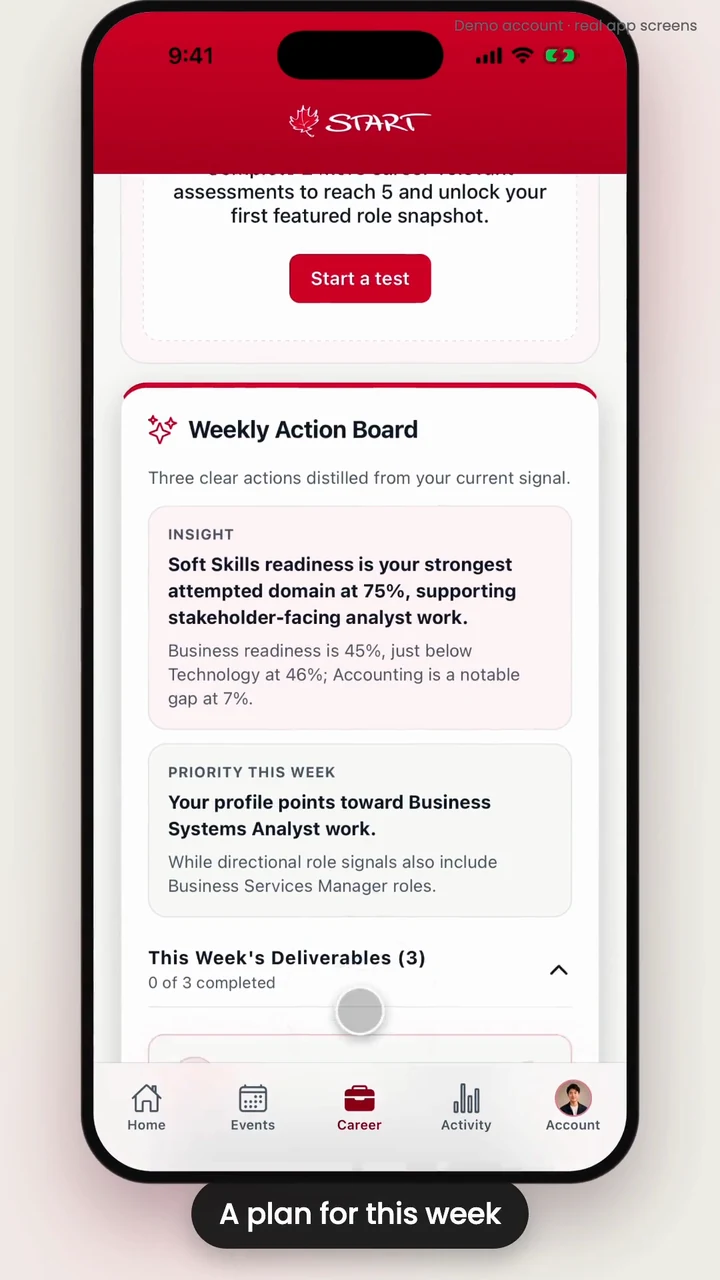 Demo account · real app screens
9:41
START
Complete 2 more career-relevant
assessments to reach 5 and unlock your
first featured role snapshot.
Start a test
Weekly Action Board
Three clear actions distilled from your current signal.
INSIGHT
Soft Skills readiness is your strongest
attempted domain at 75%, supporting
stakeholder-facing analyst work.
Business readiness is 45%, just below
Technology at 46%; Accounting is a notable
gap at 7%.
PRIORITY THIS WEEK
Your profile points toward Business
Systems Analyst work.
While directional role signals also include
Business Services Manager roles.
This Week's Deliverables (3)
0 of 3 completed
Home
Events
Career
Activity
Account
A plan for this week